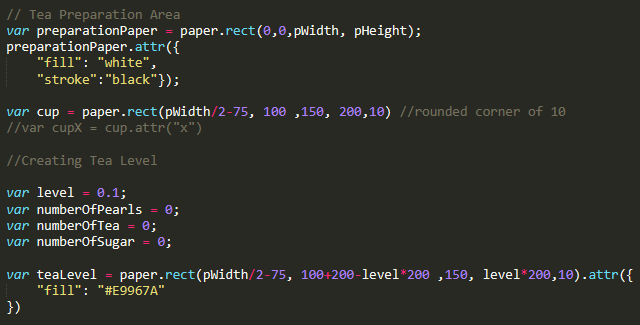 // Tea Preparation Area
var preparationPaper = paper.rect(0,0,pWidth, pHeight);
preparationPaper.attr({
    "fill": "white",
    "stroke":"black"});
var cup = paper.rect(pWidth/2-75, 100 ,150, 200,10) //rounded corner of 10
//var cupX = cup.attr("x")
//Creating Tea Level
var level = 0.1;
var numberOfPearls = 0;
var numberOfTea = 0;
var numberOfSugar = 0;
var teaLevel = paper.rect(pWidth/2-75, 100+200-level*200 ,150, level*200,10).attr({
    "fill": "#E9967A"
})